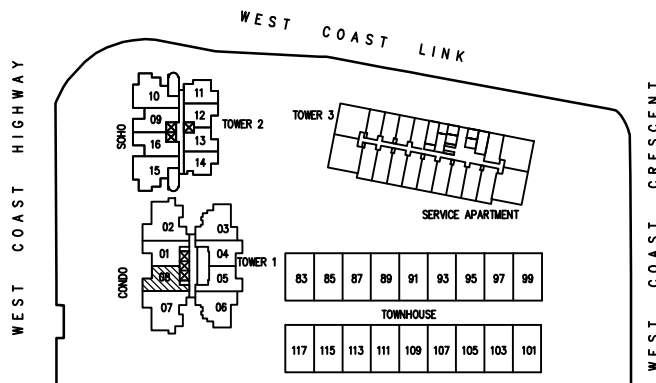 WEST COAST LINK
WEST COAST HIGHWAY
WEST COAST CRESCENT
10
11
09
12
TOWER 2
SOHO
16
13
15
14
TOWER 3
SERVICE APARTMENT
02
03
01
04
TOWER 1
08
05
CONDO
07
06
83 85 87 89 91 93 95 97 99
TOWNHOUSE
117 115 113 111 109 107 105 103 101